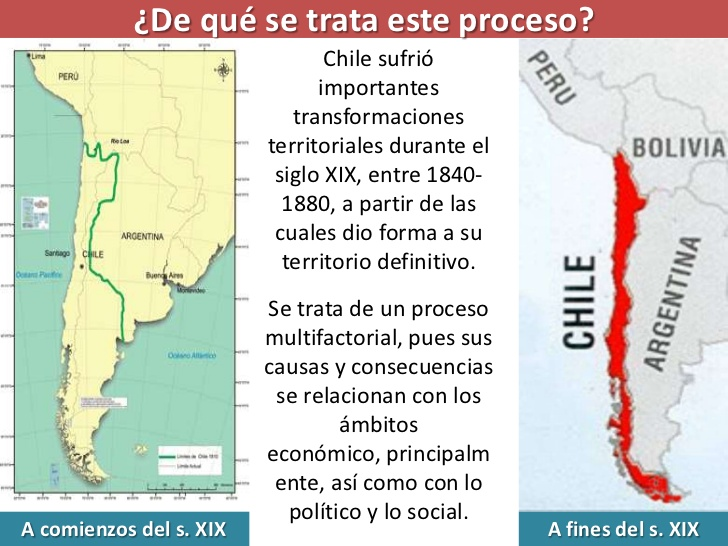 ¿De qué se trata este proceso?
Lima
PERÚ
Río Loa
ARGENTINA
Santiago
CHILE
Océano Pacífico
Buenos Aires
Montevideo
Océano Atlántico
Límites de Chile 1810
Límite Actual
A comienzos del s. XIX
Chile sufrió
importantes
transformaciones
territoriales durante el
siglo XIX, entre 1840-
1880, a partir de las
cuales dio forma a su
territorio definitivo.
Se trata de un proceso
multifactorial, pues sus
causas y consecuencias
se relacionan con los
ámbitos
económico, principalm
ente, así como con lo
político y lo social.
PERU
BOLIVIA
CHILE
ARGENTINA
A fines del s. XIX